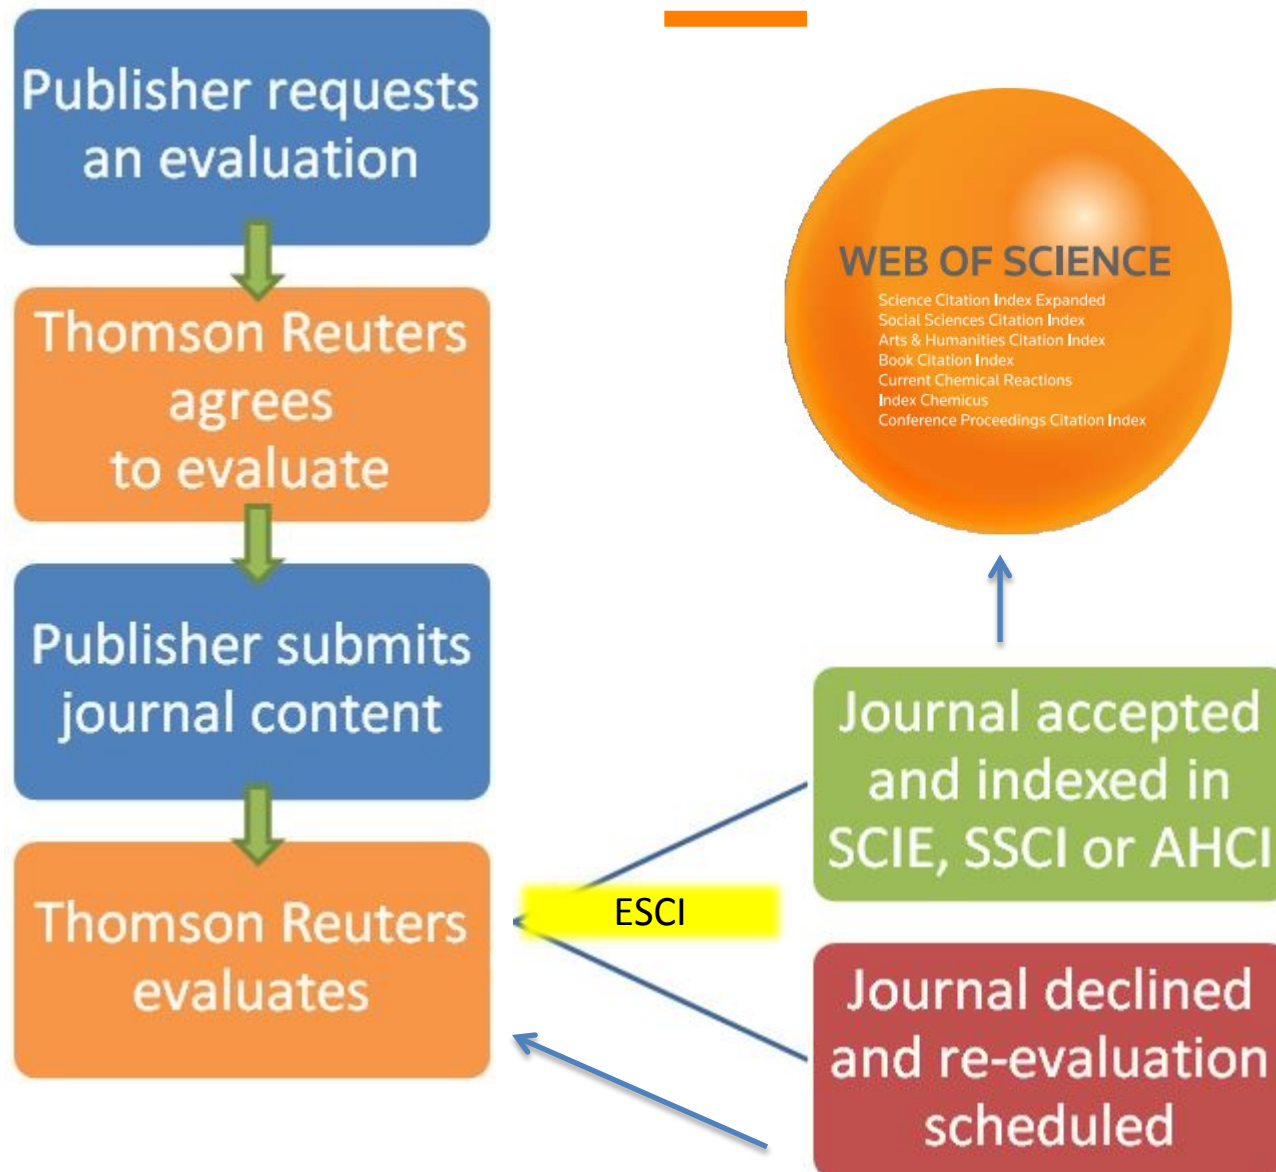 Publisher requests
an evaluation
Thomson Reuters
agrees
to evaluate
Publisher submits
journal content
Thomson Reuters
evaluates
ESCI
WEB OF SCIENCE
Science Citation Index Expanded
Social Sciences Citation Index
Arts & Humanities Citation Index
Book Citation Index
Current Chemical Reactions
Index Chemicus
Conference Proceedings Citation Index
Journal accepted
and indexed in
SCIE, SSCI or AHCI
Journal declined
and re-evaluation
scheduled